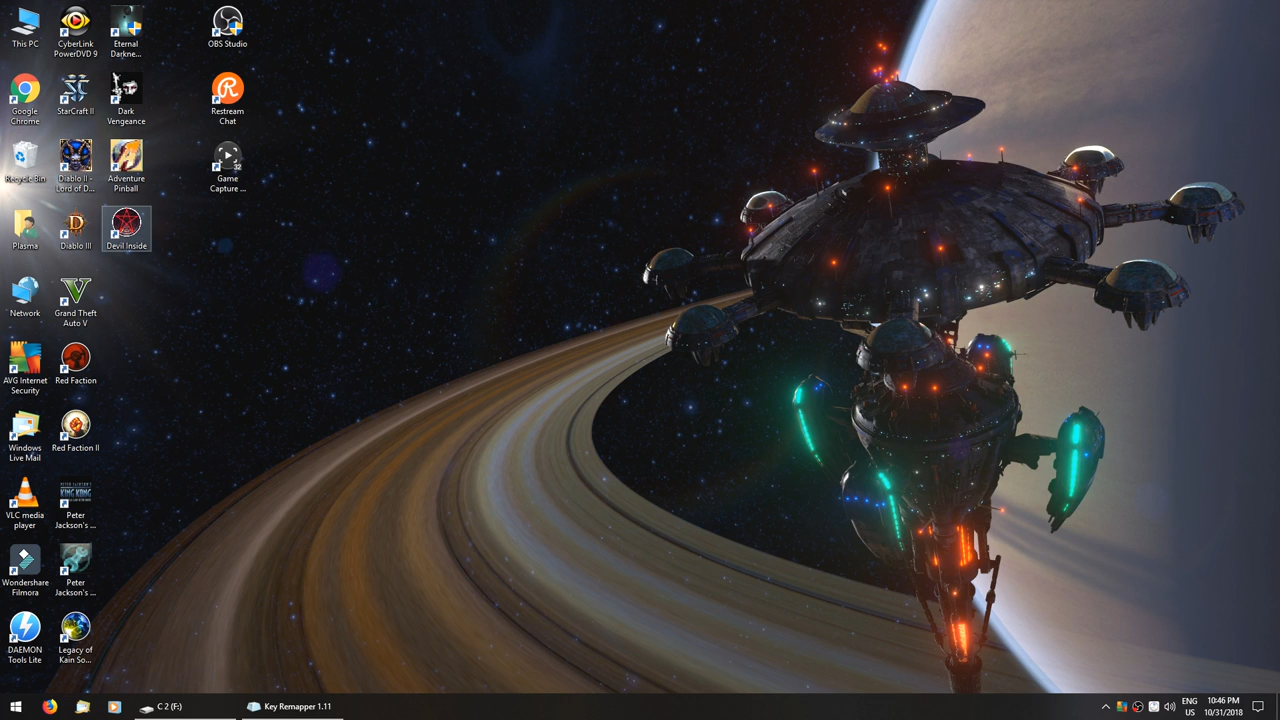 This PC
CyberLink
PowerDVD 9
Eternal
Darkne...
OBS Studio
Google
Chrome
StarCraft II
Dark
Vengeance
Restream
Chat
Recycle Bin
Diablo II -
Lord of D...
Adventure
Pinball
32
Game
Capture ...
Plasma
Diablo III
Devil Inside
Network
Grand Theft
Auto V
AVG Internet
Security
Red Faction
Windows
Live Mail
Red Faction II
VLC media
player
KING KONG
Peter
Jackson's ...
Wondershare
Filmora
Peter
Jackson's ...
DAEMON
Tools Lite
Legacy of
Kain So...
C 2 (F:)
Key Remapper 1.11
ENG
US
10:46 PM
10/31/2018